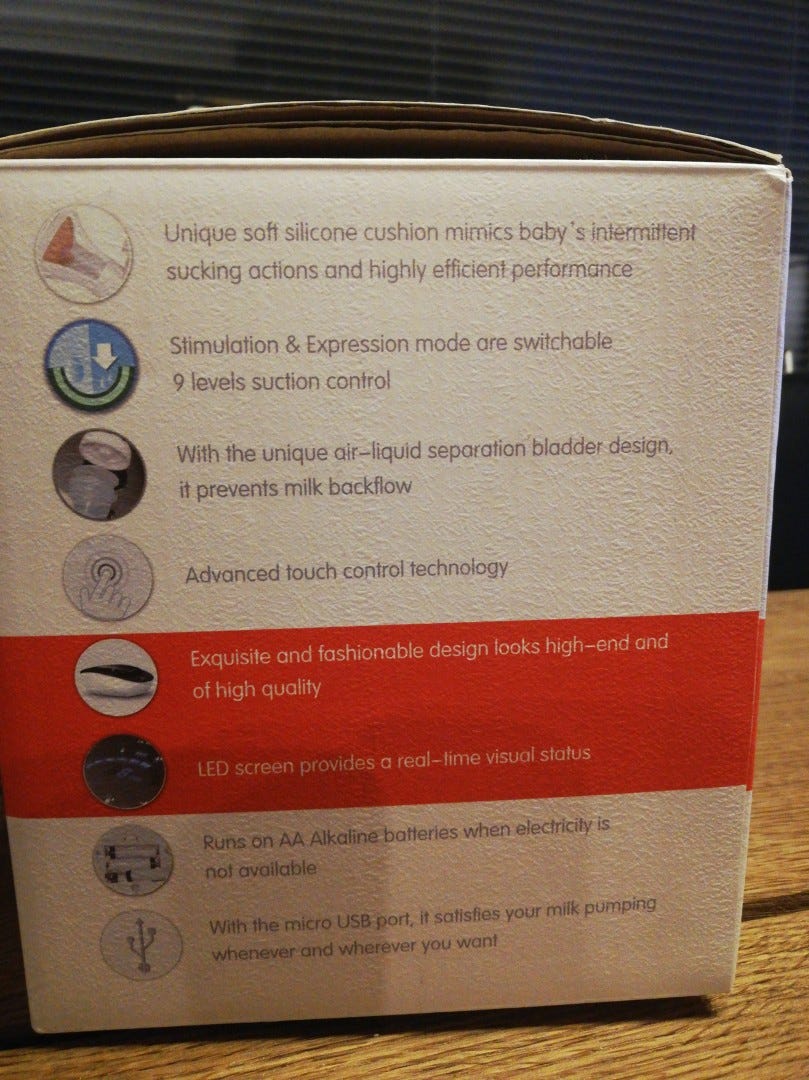 Unique soft silicone cushion mimics baby's intermittent
sucking actions and highly efficient performance
Stimulation & Expression mode are switchable
9 levels suction control
With the unique air-liquid separation bladder design,
it prevents milk backflow
Advanced touch control technology
Exquisite and fashionable design looks high-end and
of high quality
LED screen provides a real-time visual status
Runs on AA Alkaline batteries when electricity is
not available
With the micro USB port, it satisfies your milk pumping
whenever and wherever you want